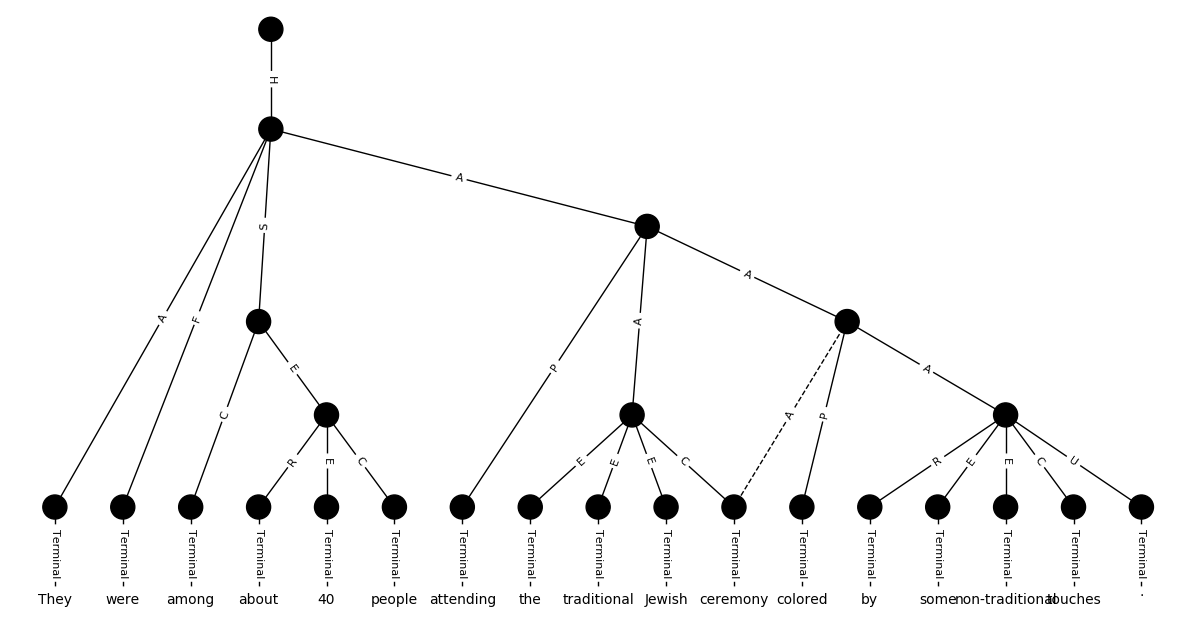 H
A
S
A
A F
P A A
C E
A P A
R E C
E E E C
R E E C U
Terminal Terminal Terminal Terminal Terminal Terminal Terminal Terminal Terminal Terminal Terminal Terminal Terminal Terminal Terminal Terminal Terminal
They were among about 40 people attending the traditional Jewish ceremony colored by some non-traditional touches .